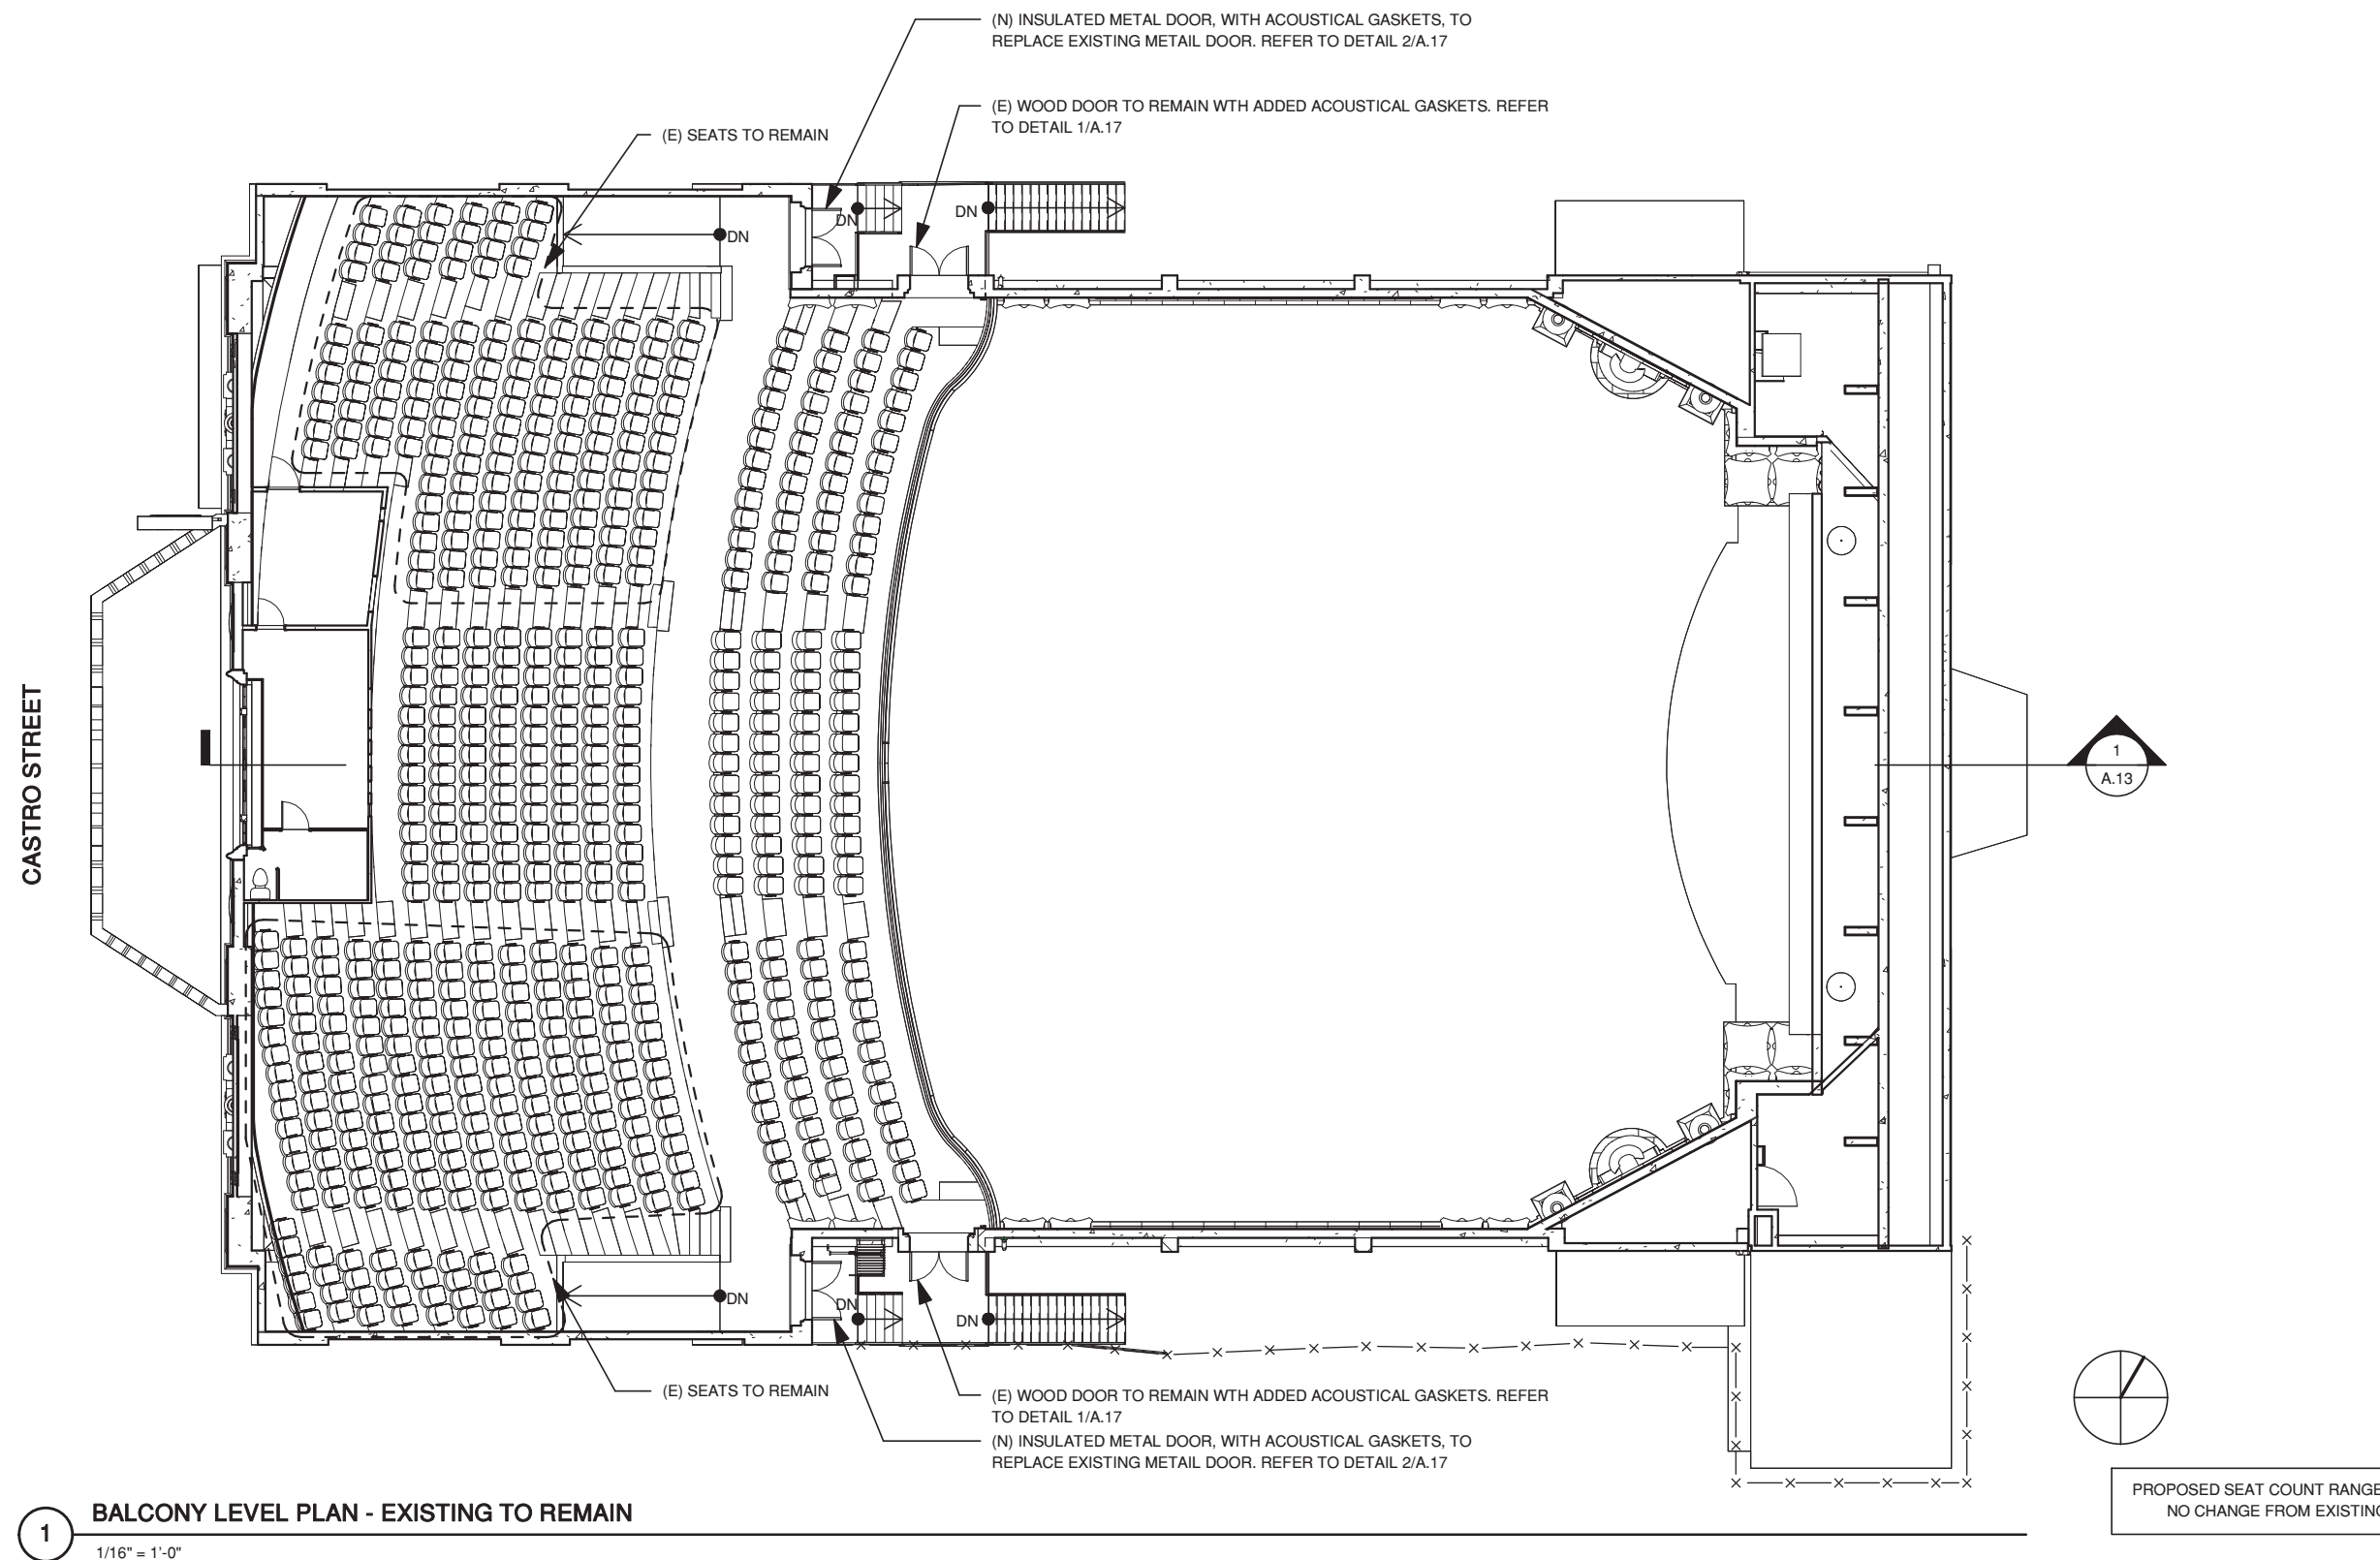 (N) INSULATED METAL DOOR, WITH ACOUSTICAL GASKETS, TO
REPLACE EXISTING METAIL DOOR. REFER TO DETAIL 2/A.17
(E) WOOD DOOR TO REMAIN WTH ADDED ACOUSTICAL GASKETS. REFER
TO DETAIL 1/A.17
(E) SEATS TO REMAIN
DN
DN
DN
CASTRO STREET
1
A.13
DN
DN
DN
(E) SEATS TO REMAIN
(E) WOOD DOOR TO REMAIN WTH ADDED ACOUSTICAL GASKETS. REFER
TO DETAIL 1/A.17
(N) INSULATED METAL DOOR, WITH ACOUSTICAL GASKETS, TO
REPLACE EXISTING METAIL DOOR. REFER TO DETAIL 2/A.17
PROPOSED SEAT COUNT RANGE
NO CHANGE FROM EXISTING
1
BALCONY LEVEL PLAN - EXISTING TO REMAIN
1/16" = 1'-0"